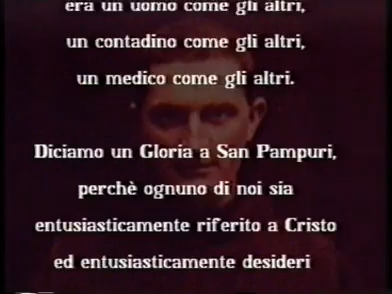 era un uomo come gli altri,
un contadino come gli altri,
un medico come gli altri.
Diciamo un Gloria a San Pampuri,
perchè ognuno di noi sia
entusiasticamente riferito a Cristo
ed entusiasticamente desideri